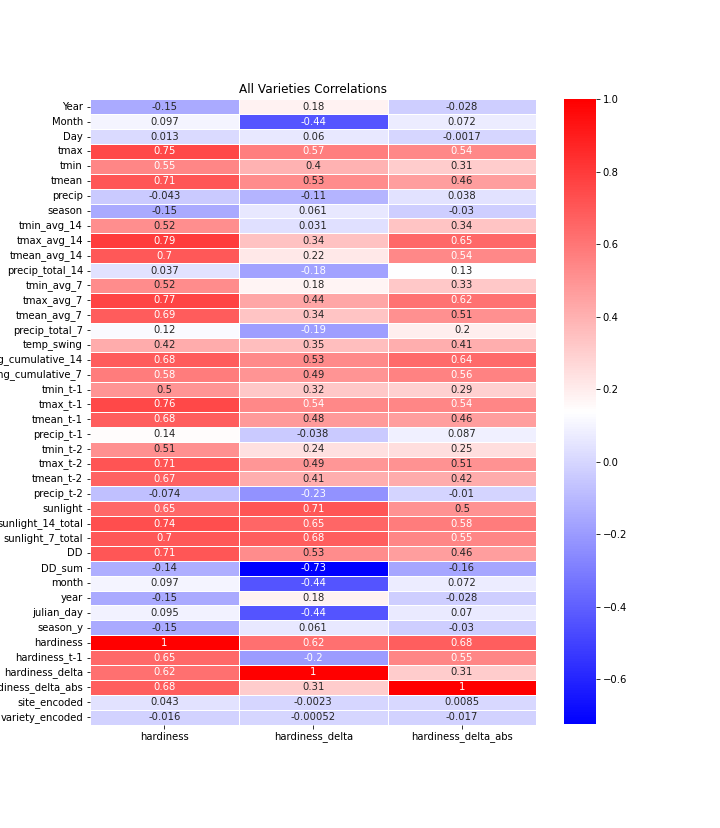 All Varieties Correlations
Year -0.15 0.18 -0.028
Month 0.097 -0.44 0.072
Day 0.013 0.06 -0.0017
tmax 0.75 0.57 0.54
tmin 0.55 0.4 0.31
tmean 0.71 0.53 0.46
precip -0.043 -0.11 0.038
season -0.15 0.061 -0.03
tmin_avg_14 0.52 0.031 0.34
tmax_avg_14 0.79 0.34 0.65
tmean_avg_14 0.7 0.22 0.54
precip_total_14 0.037 -0.18 0.13
tmin_avg_7 0.52 0.18 0.33
tmax_avg_7 0.77 0.44 0.62
tmean_avg_7 0.69 0.34 0.51
precip_total_7 0.12 -0.19 0.2
temp_swing 0.42 0.35 0.41
g_cumulative_14 0.68 0.53 0.64
ng_cumulative_7 0.58 0.49 0.56
tmin_t-1 0.5 0.32 0.29
tmax_t-1 0.76 0.54 0.54
tmean_t-1 0.68 0.48 0.46
precip_t-1 0.14 -0.038 0.087
tmin_t-2 0.51 0.24 0.25
tmax_t-2 0.71 0.49 0.51
tmean_t-2 0.67 0.41 0.42
precip_t-2 -0.074 -0.23 -0.01
sunlight 0.65 0.71 0.5
sunlight_14_total 0.74 0.65 0.58
sunlight_7_total 0.7 0.68 0.55
DD 0.71 0.53 0.46
DD_sum -0.14 -0.73 -0.16
month 0.097 -0.44 0.072
year -0.15 0.18 -0.028
julian_day 0.095 -0.44 0.07
season_y -0.15 0.061 -0.03
hardiness 1 0.62 0.68
hardiness_t-1 0.65 -0.2 0.55
hardiness_delta 0.62 1 0.31
diness_delta_abs 0.68 0.31 1
site_encoded 0.043 -0.0023 0.0085
variety_encoded -0.016 -0.00052 -0.017
hardiness hardiness_delta hardiness_delta_abs
1.0
0.8
0.6
0.4
0.2
0.0
-0.2
-0.4
-0.6